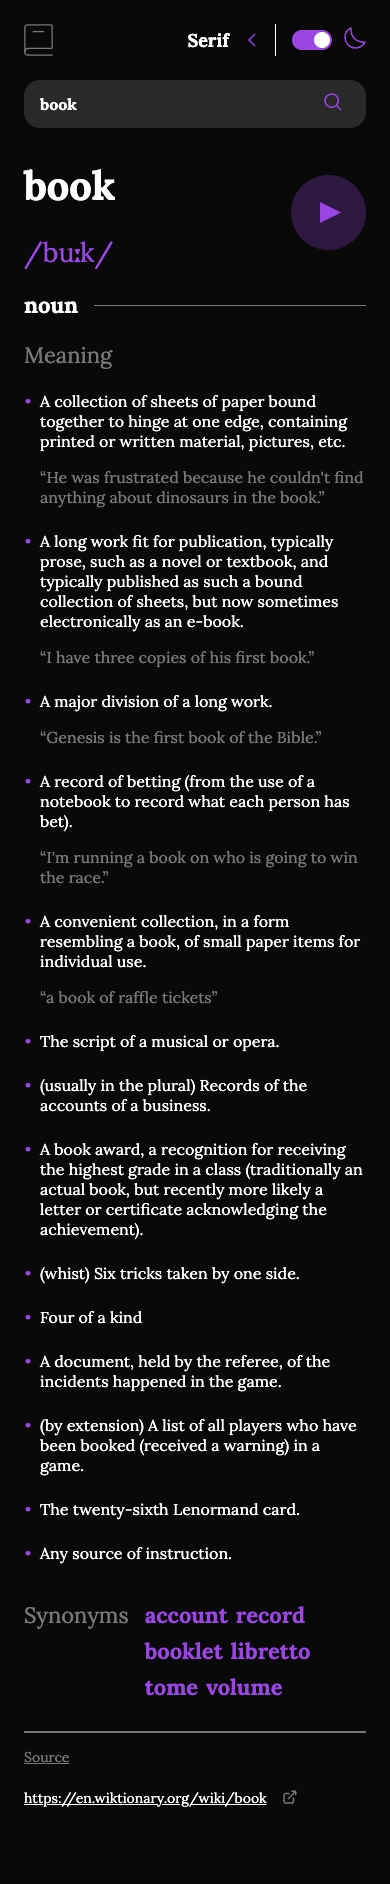 Serif
book
book
/buːk/
noun
Meaning
• A collection of sheets of paper bound
together to hinge at one edge, containing
printed or written material, pictures, etc.
“He was frustrated because he couldn't find
anything about dinosaurs in the book.”
• A long work fit for publication, typically
prose, such as a novel or textbook, and
typically published as such a bound
collection of sheets, but now sometimes
electronically as an e-book.
“I have three copies of his first book.”
• A major division of a long work.
“Genesis is the first book of the Bible.”
• A record of betting (from the use of a
notebook to record what each person has
bet).
“I'm running a book on who is going to win
the race.”
• A convenient collection, in a form
resembling a book, of small paper items for
individual use.
“a book of raffle tickets”
• The script of a musical or opera.
• (usually in the plural) Records of the
accounts of a business.
• A book award, a recognition for receiving
the highest grade in a class (traditionally an
actual book, but recently more likely a
letter or certificate acknowledging the
achievement).
• (whist) Six tricks taken by one side.
• Four of a kind
• A document, held by the referee, of the
incidents happened in the game.
• (by extension) A list of all players who have
been booked (received a warning) in a
game.
• The twenty-sixth Lenormand card.
• Any source of instruction.
Synonyms account record
booklet libretto
tome volume
Source
https://en.wiktionary.org/wiki/book